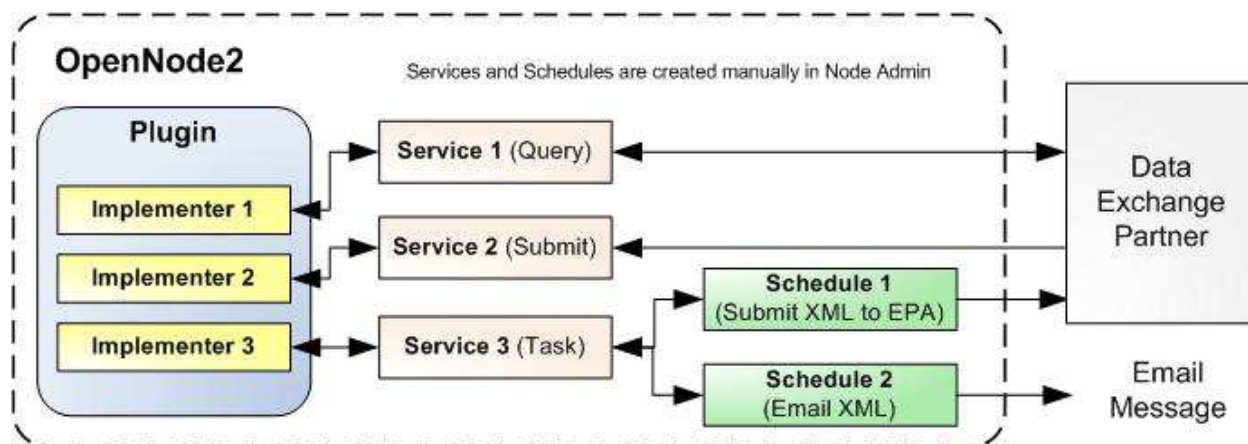 OpenNode2
Services and Schedules are created manually in Node Admin
Plugin
Implementer 1
Implementer 2
Implementer 3
Service 1 (Query)
Service 2 (Submit)
Service 3 (Task)
Schedule 1
(Submit XML to EPA)
Schedule 2
(Email XML)
Data
Exchange
Partner
Email
Message